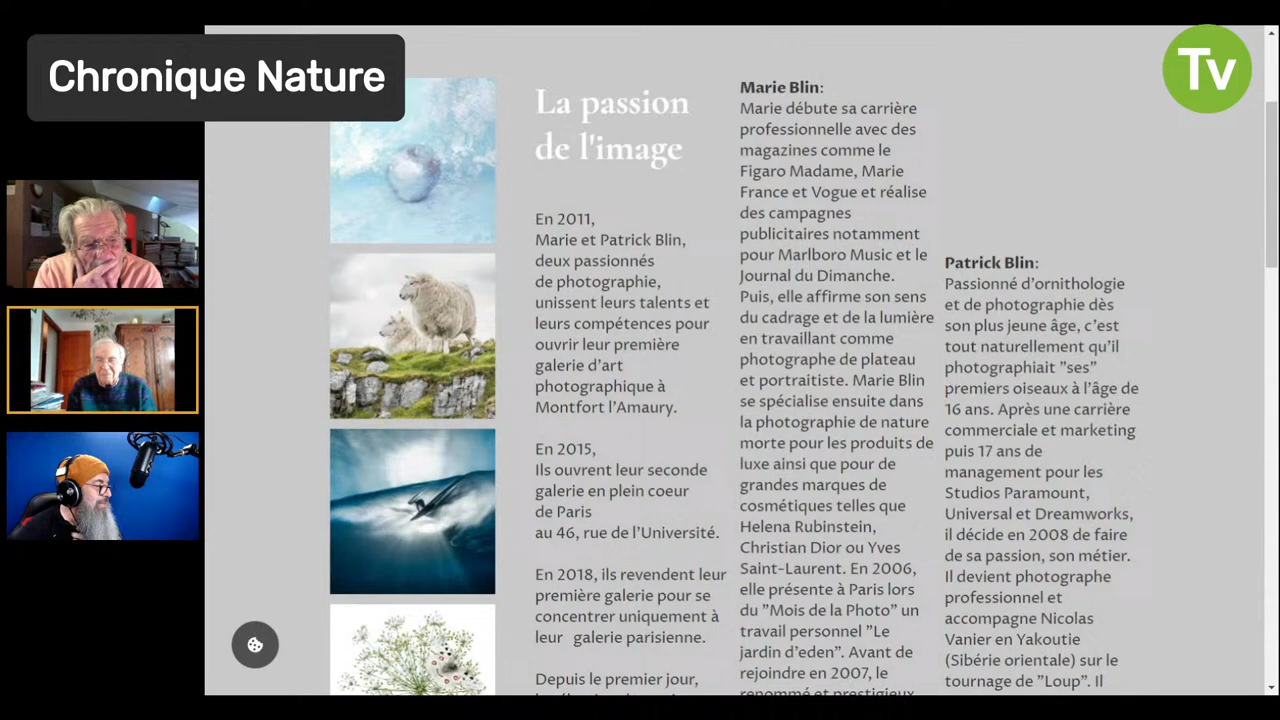 Chronique Nature
Tv
La passion
de l'image
En 2011,
Marie et Patrick Blin,
deux passionnés
de photographie,
unissent leurs talents et
leurs compétences pour
ouvrir leur première
galerie d'art
photographique à
Montfort l'Amaury.
En 2015,
Ils ouvrent leur seconde
galerie en plein coeur
de Paris
au 46, rue de l'Université.
En 2018, ils revendent leur
première galerie pour se
concentrer uniquement à
leur galerie parisienne.
Depuis le premier jour,
Marie Blin:
Marie débute sa carrière
professionnelle avec des
magazines comme le
Figaro Madame, Marie
France et Vogue et réalise
des campagnes
publicitaires notamment
pour Marlboro Music et le
Journal du Dimanche.
Puis, elle affirme son sens
du cadrage et de la lumière
en travaillant comme
photographe de plateau
et portraitiste. Marie Blin
se spécialise ensuite dans
la photographie de nature
morte pour les produits de
luxe ainsi que pour de
grandes marques de
cosmétiques telles que
Helena Rubinstein,
Christian Dior ou Yves
Saint-Laurent. En 2006,
elle présente à Paris lors
du "Mois de la Photo" un
travail personnel "Le
jardin d'eden". Avant de
rejoindre en 2007, le
renommé et prestigieux
Patrick Blin:
Passionné d'ornithologie
et de photographie dès
son plus jeune âge, c'est
tout naturellement qu'il
photographiait "ses"
premiers oiseaux à l'âge de
16 ans. Après une carrière
commerciale et marketing
puis 17 ans de
management pour les
Studios Paramount,
Universal et Dreamworks,
il décide en 2008 de faire
de sa passion, son métier.
Il devient photographe
professionnel et
accompagne Nicolas
Vanier en Yakoutie
(Sibérie orientale) sur le
tournage de "Loup". Il